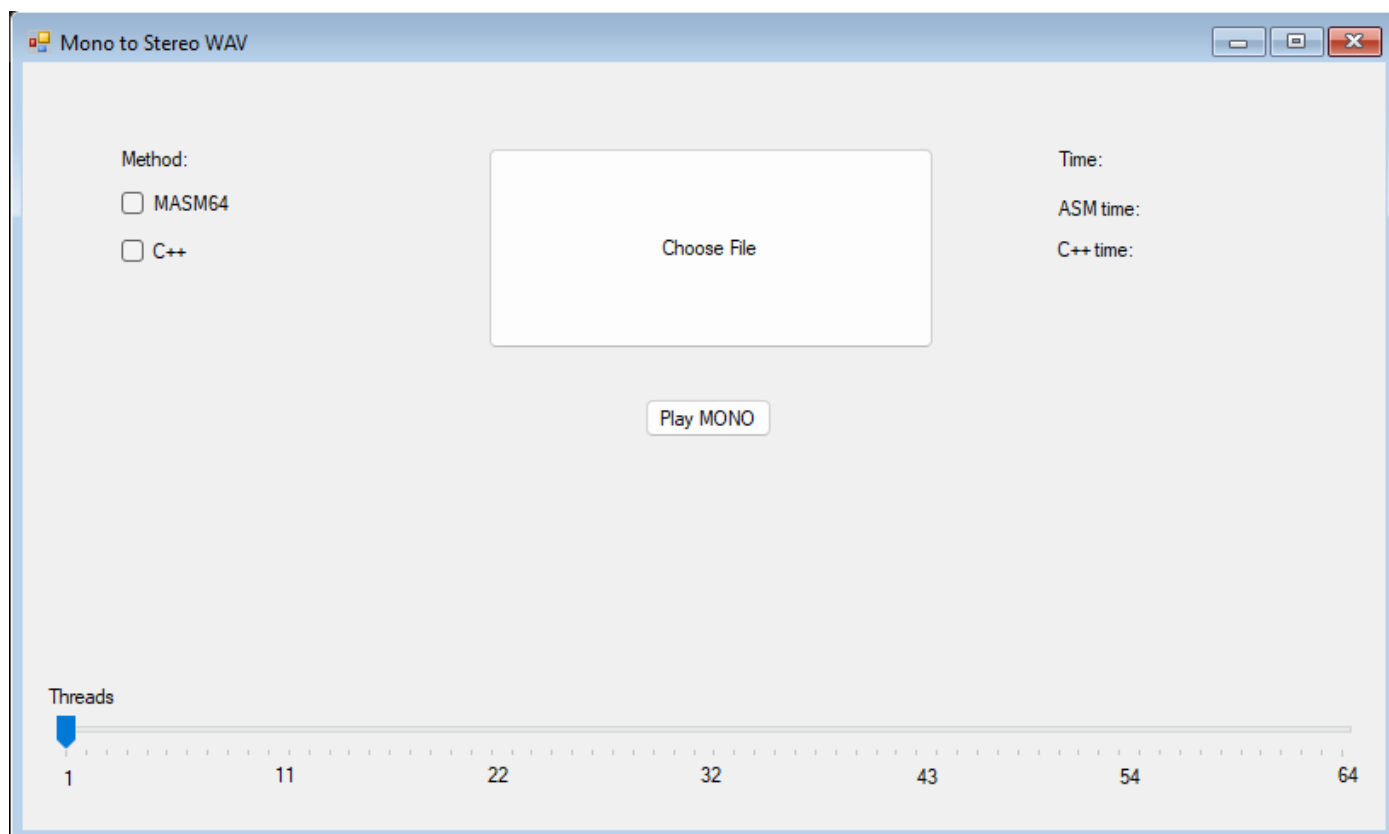 Mono to Stereo WAV
Method:
MASM64
C++
Choose File
Time:
ASM time:
C++ time:
Play MONO
Threads
1 11 22 32 43 54 64